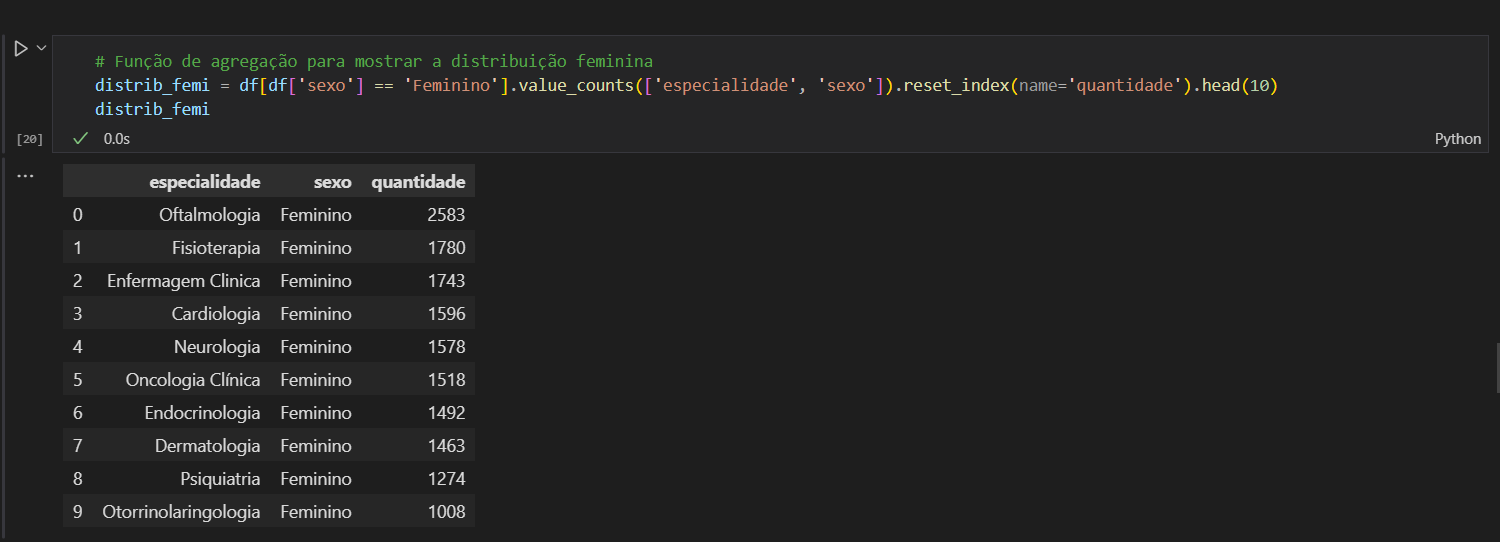 # Função de agregação para mostrar a distribuição feminina
distrib_femi = df[df['sexo'] == 'Feminino'].value_counts(['especialidade', 'sexo']).reset_index(name='quantidade').head(10)
distrib_femi
[20] 0.0s Python
especialidade sexo quantidade
0 Oftalmologia Feminino 2583
1 Fisioterapia Feminino 1780
2 Enfermagem Clinica Feminino 1743
3 Cardiologia Feminino 1596
4 Neurologia Feminino 1578
5 Oncologia Clínica Feminino 1518
6 Endocrinologia Feminino 1492
7 Dermatologia Feminino 1463
8 Psiquiatria Feminino 1274
9 Otorrinolaringologia Feminino 1008